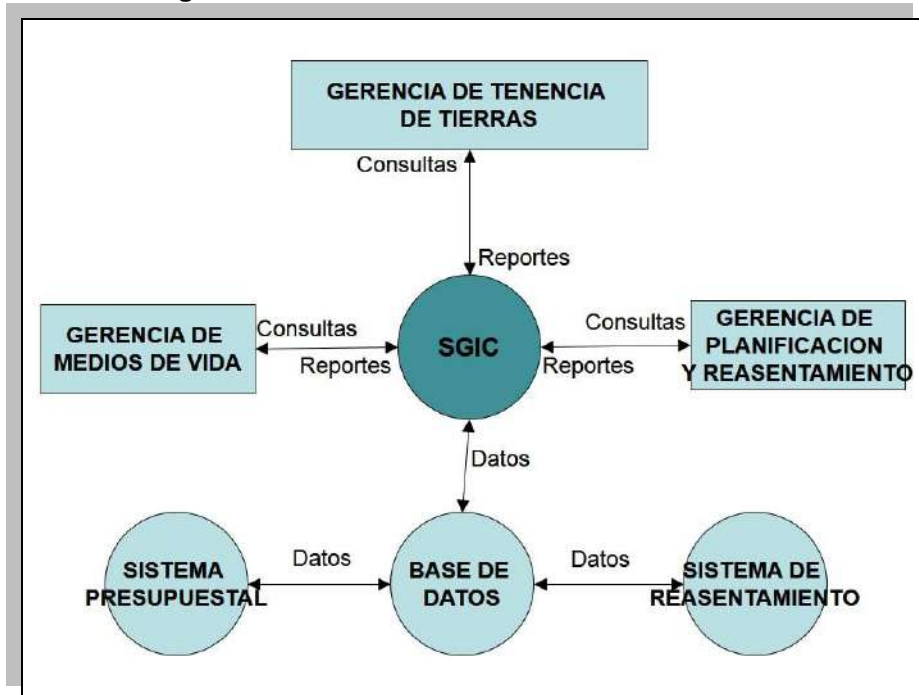 GERENCIA DE TENENCIA
DE TIERRAS
Consultas
Reportes
GERENCIA DE
MEDIOS DE VIDA
Consultas
Reportes
SGIC
Consultas
Reportes
GERENCIA DE
PLANIFICACION
Y REASENTAMIENTO
Datos
SISTEMA
PRESUPUESTAL
Datos
BASE DE
DATOS
Datos
SISTEMA DE
REASENTAMIENTO